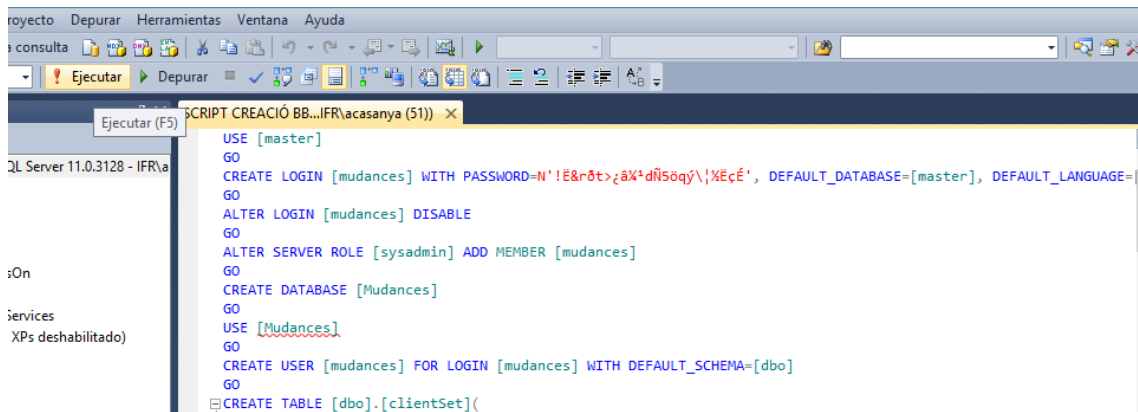 royecto Depurar Herramientas Ventana Ayuda
a consulta
Ejecutar Depurar
Ejecutar (F5)
SCRIPT CREACIÓ BB...IFR\acasanya (51))
QL Server 11.0.3128 - IFR\a
sOn
Services
XPs deshabilitado)
USE [master]
GO
CREATE LOGIN [mudances] WITH PASSWORD=N'!Ë&rðt>¿â¼¹dÑ5öqý\¦%ËçÉ', DEFAULT_DATABASE=[master], DEFAULT_LANGUAGE=[
GO
ALTER LOGIN [mudances] DISABLE
GO
ALTER SERVER ROLE [sysadmin] ADD MEMBER [mudances]
GO
CREATE DATABASE [Mudances]
GO
USE [Mudances]
GO
CREATE USER [mudances] FOR LOGIN [mudances] WITH DEFAULT_SCHEMA=[dbo]
GO
CREATE TABLE [dbo].[clientSet](